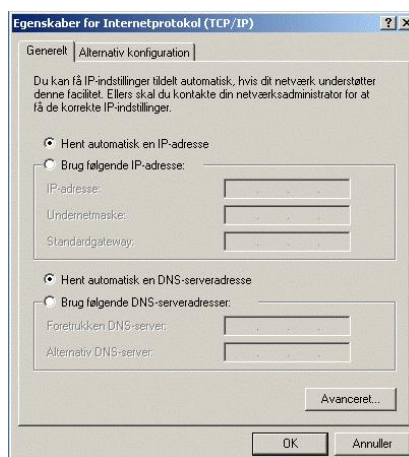 Egenskaber for Internetprotokol (TCP/IP)
Generelt
Alternativ konfiguration
Du kan få IP-indstillinger tildelt automatisk, hvis dit netværk understøtter
denne facilitet. Ellers skal du kontakte din netværksadministrator for at
få de korrekte IP-indstillinger.
Hent automatisk en IP-adresse
Brug følgende IP-adresse:
IP-adresse:
Undernetmaske:
Standardgateway:
Hent automatisk en DNS-serveradresse
Brug følgende DNS-serveradresser:
Foretrukken DNS-server:
Alternativ DNS-server:
Avanceret...
OK
Annuller